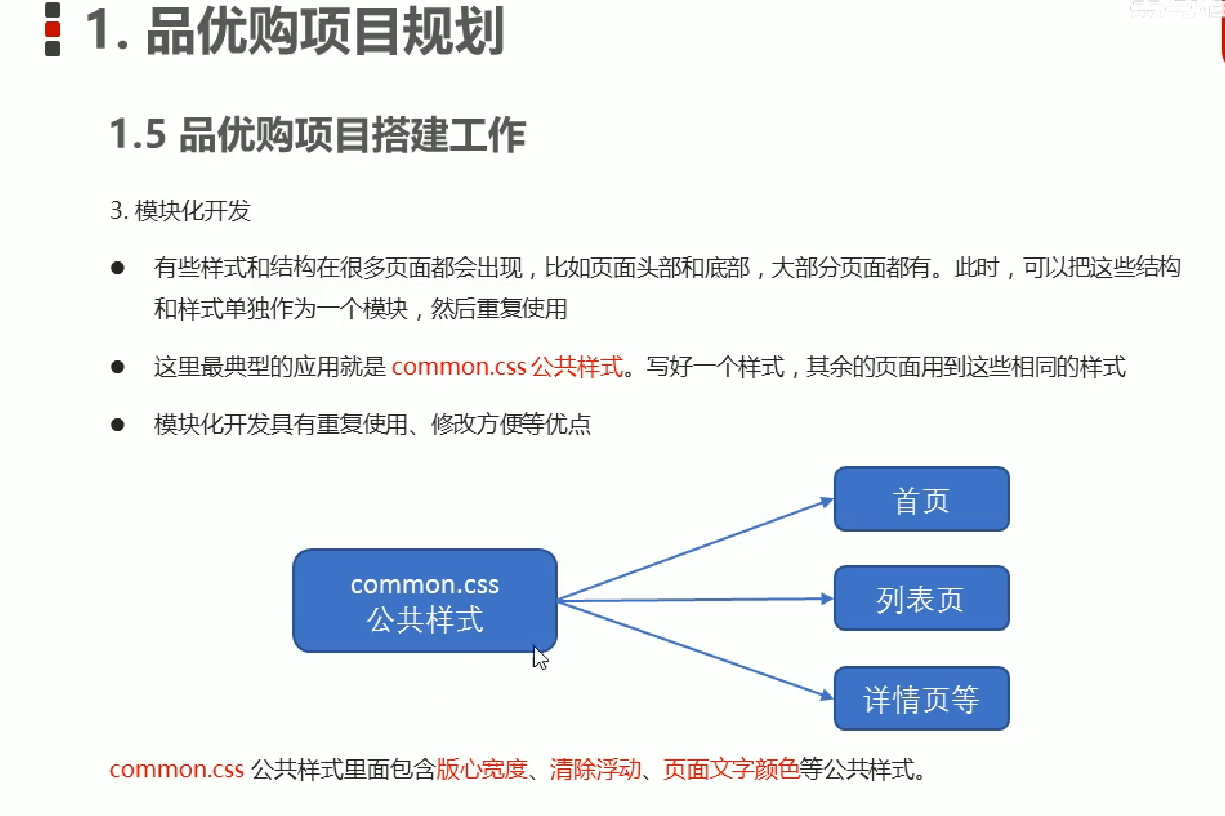 1. 品优购项目规划
1.5 品优购项目搭建工作
3. 模块化开发
● 有些样式和结构在很多页面都会出现，比如页面头部和底部，大部分页面都有。此时，可以把这些结构
和样式单独作为一个模块，然后重复使用
● 这里最典型的应用就是 common.css 公共样式。写好一个样式，其余的页面用到这些相同的样式
● 模块化开发具有重复使用、修改方便等优点
首页
common.css
公共样式
列表页
详情页等
common.css 公共样式里面包含版心宽度、清除浮动、页面文字颜色等公共样式。